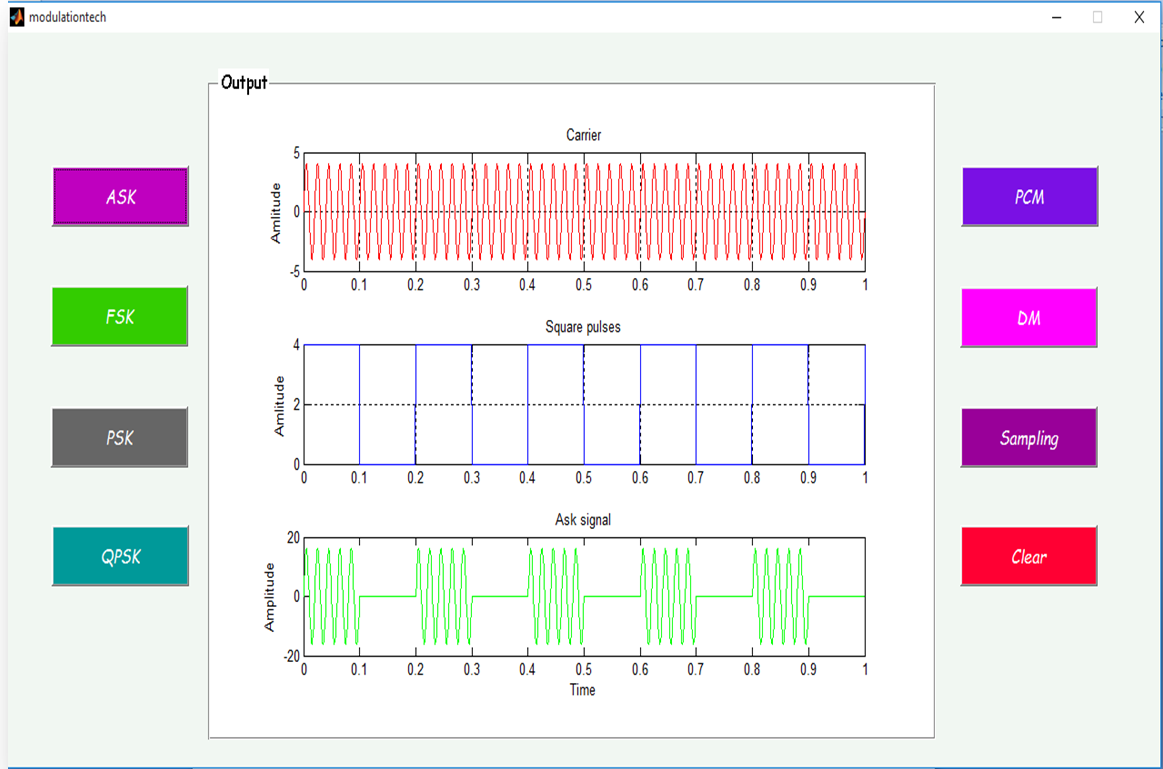 modulationtech
Output
ASK
FSK
PSK
QPSK
Carrier
Amlitude
5
0
-5
0 0.1 0.2 0.3 0.4 0.5 0.6 0.7 0.8 0.9 1
Square pulses
Amlitude
4
2
0
0 0.1 0.2 0.3 0.4 0.5 0.6 0.7 0.8 0.9 1
Ask signal
Amplitude
20
0
-20
0 0.1 0.2 0.3 0.4 0.5 0.6 0.7 0.8 0.9 1
Time
PCM
DM
Sampling
Clear